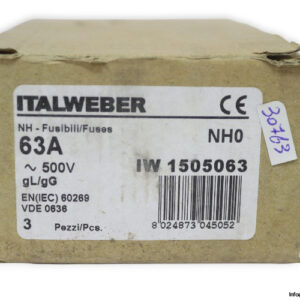 ITALWEBER CE
NH - Fusibili/Fuses
NH0
63A
~ 500V
IW 1505063
gL/gG
EN(IEC) 60269
VDE 0636
3 Pezzi/Pcs.
8 024873 045052
30763